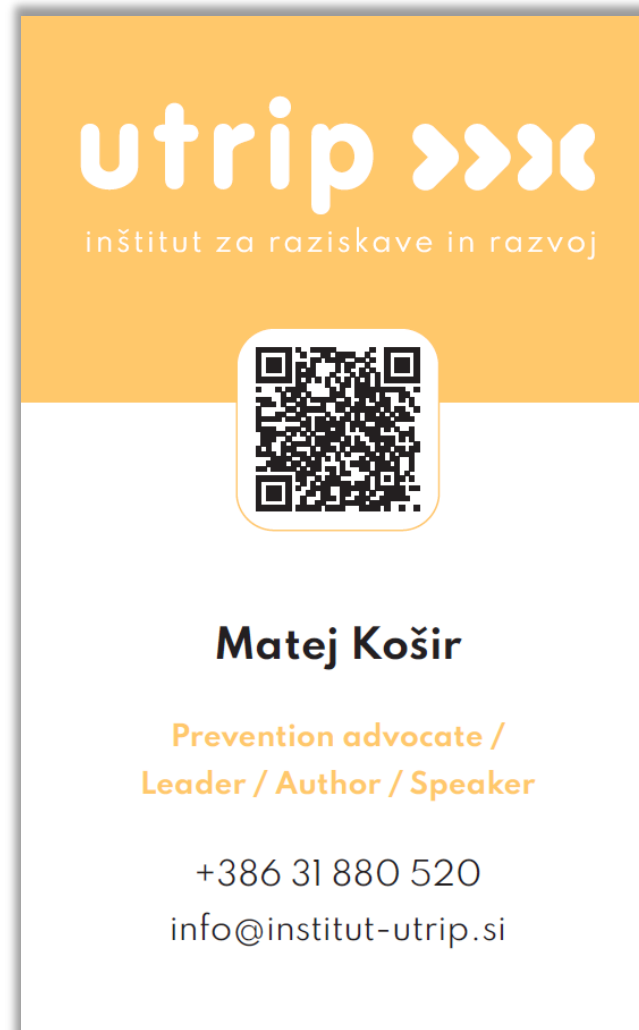 utrip
inštitut za raziskave in razvoj
Matej Košir
Prevention advocate /
Leader / Author / Speaker
+386 31 880 520
info@institut-utrip.si